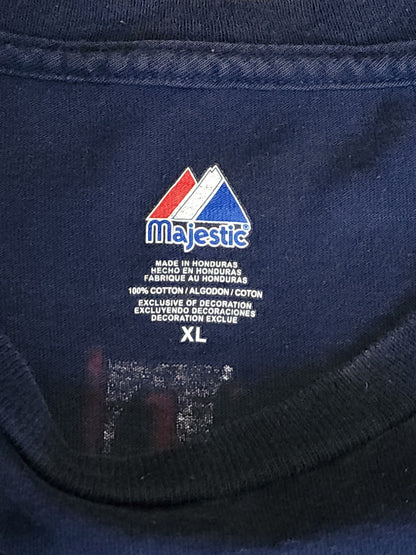 Majestic®
MADE IN HONDURAS
HECHO EN HONDURAS
FABRIQUE AU HONDURAS
100% COTTON / ALGODON / COTON
EXCLUSIVE OF DECORATION
EXCLUYENDO DECORACIONES
DECORATION EXCLUE
XL